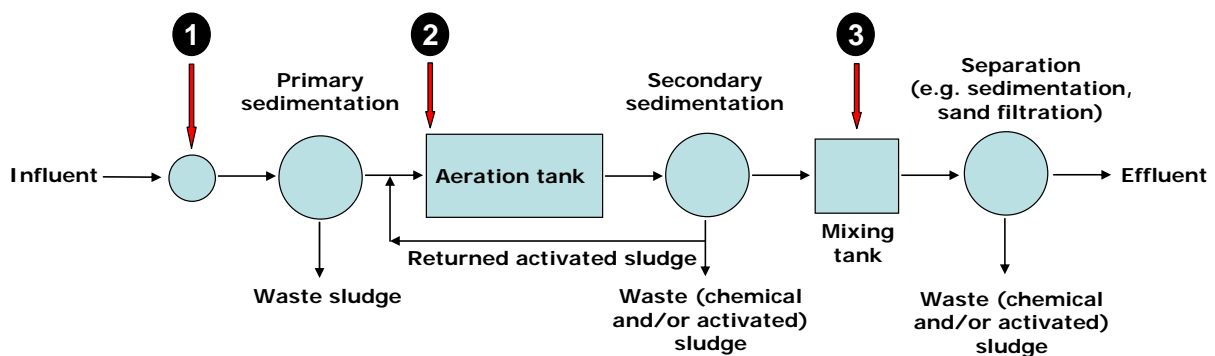 1
2
3
Primary
sedimentation
Secondary
sedimentation
Separation
(e.g. sedimentation,
sand filtration)
Influent
Aeration tank
Effluent
Mixing
tank
Returned activated sludge
Waste sludge
Waste (chemical
and/or activated)
sludge
Waste (chemical
and/or activated)
sludge